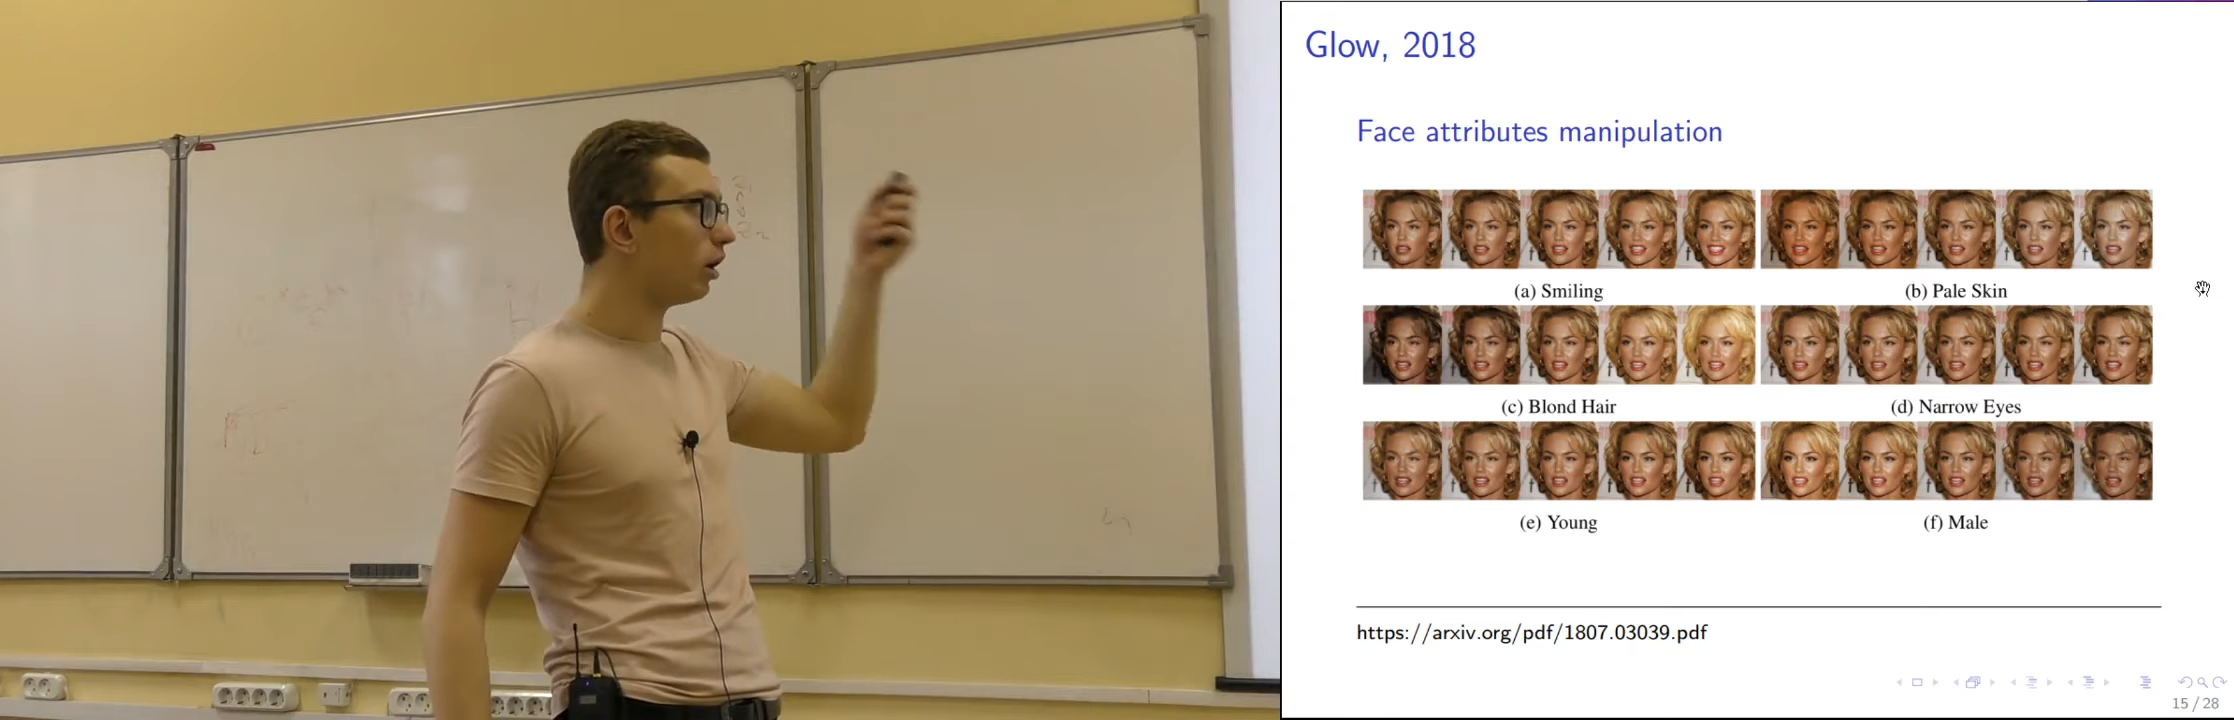 Glow, 2018
Face attributes manipulation
(a) Smiling
(b) Pale Skin
(c) Blond Hair
(d) Narrow Eyes
(e) Young
(f) Male
https://arxiv.org/pdf/1807.03039.pdf
15 / 28